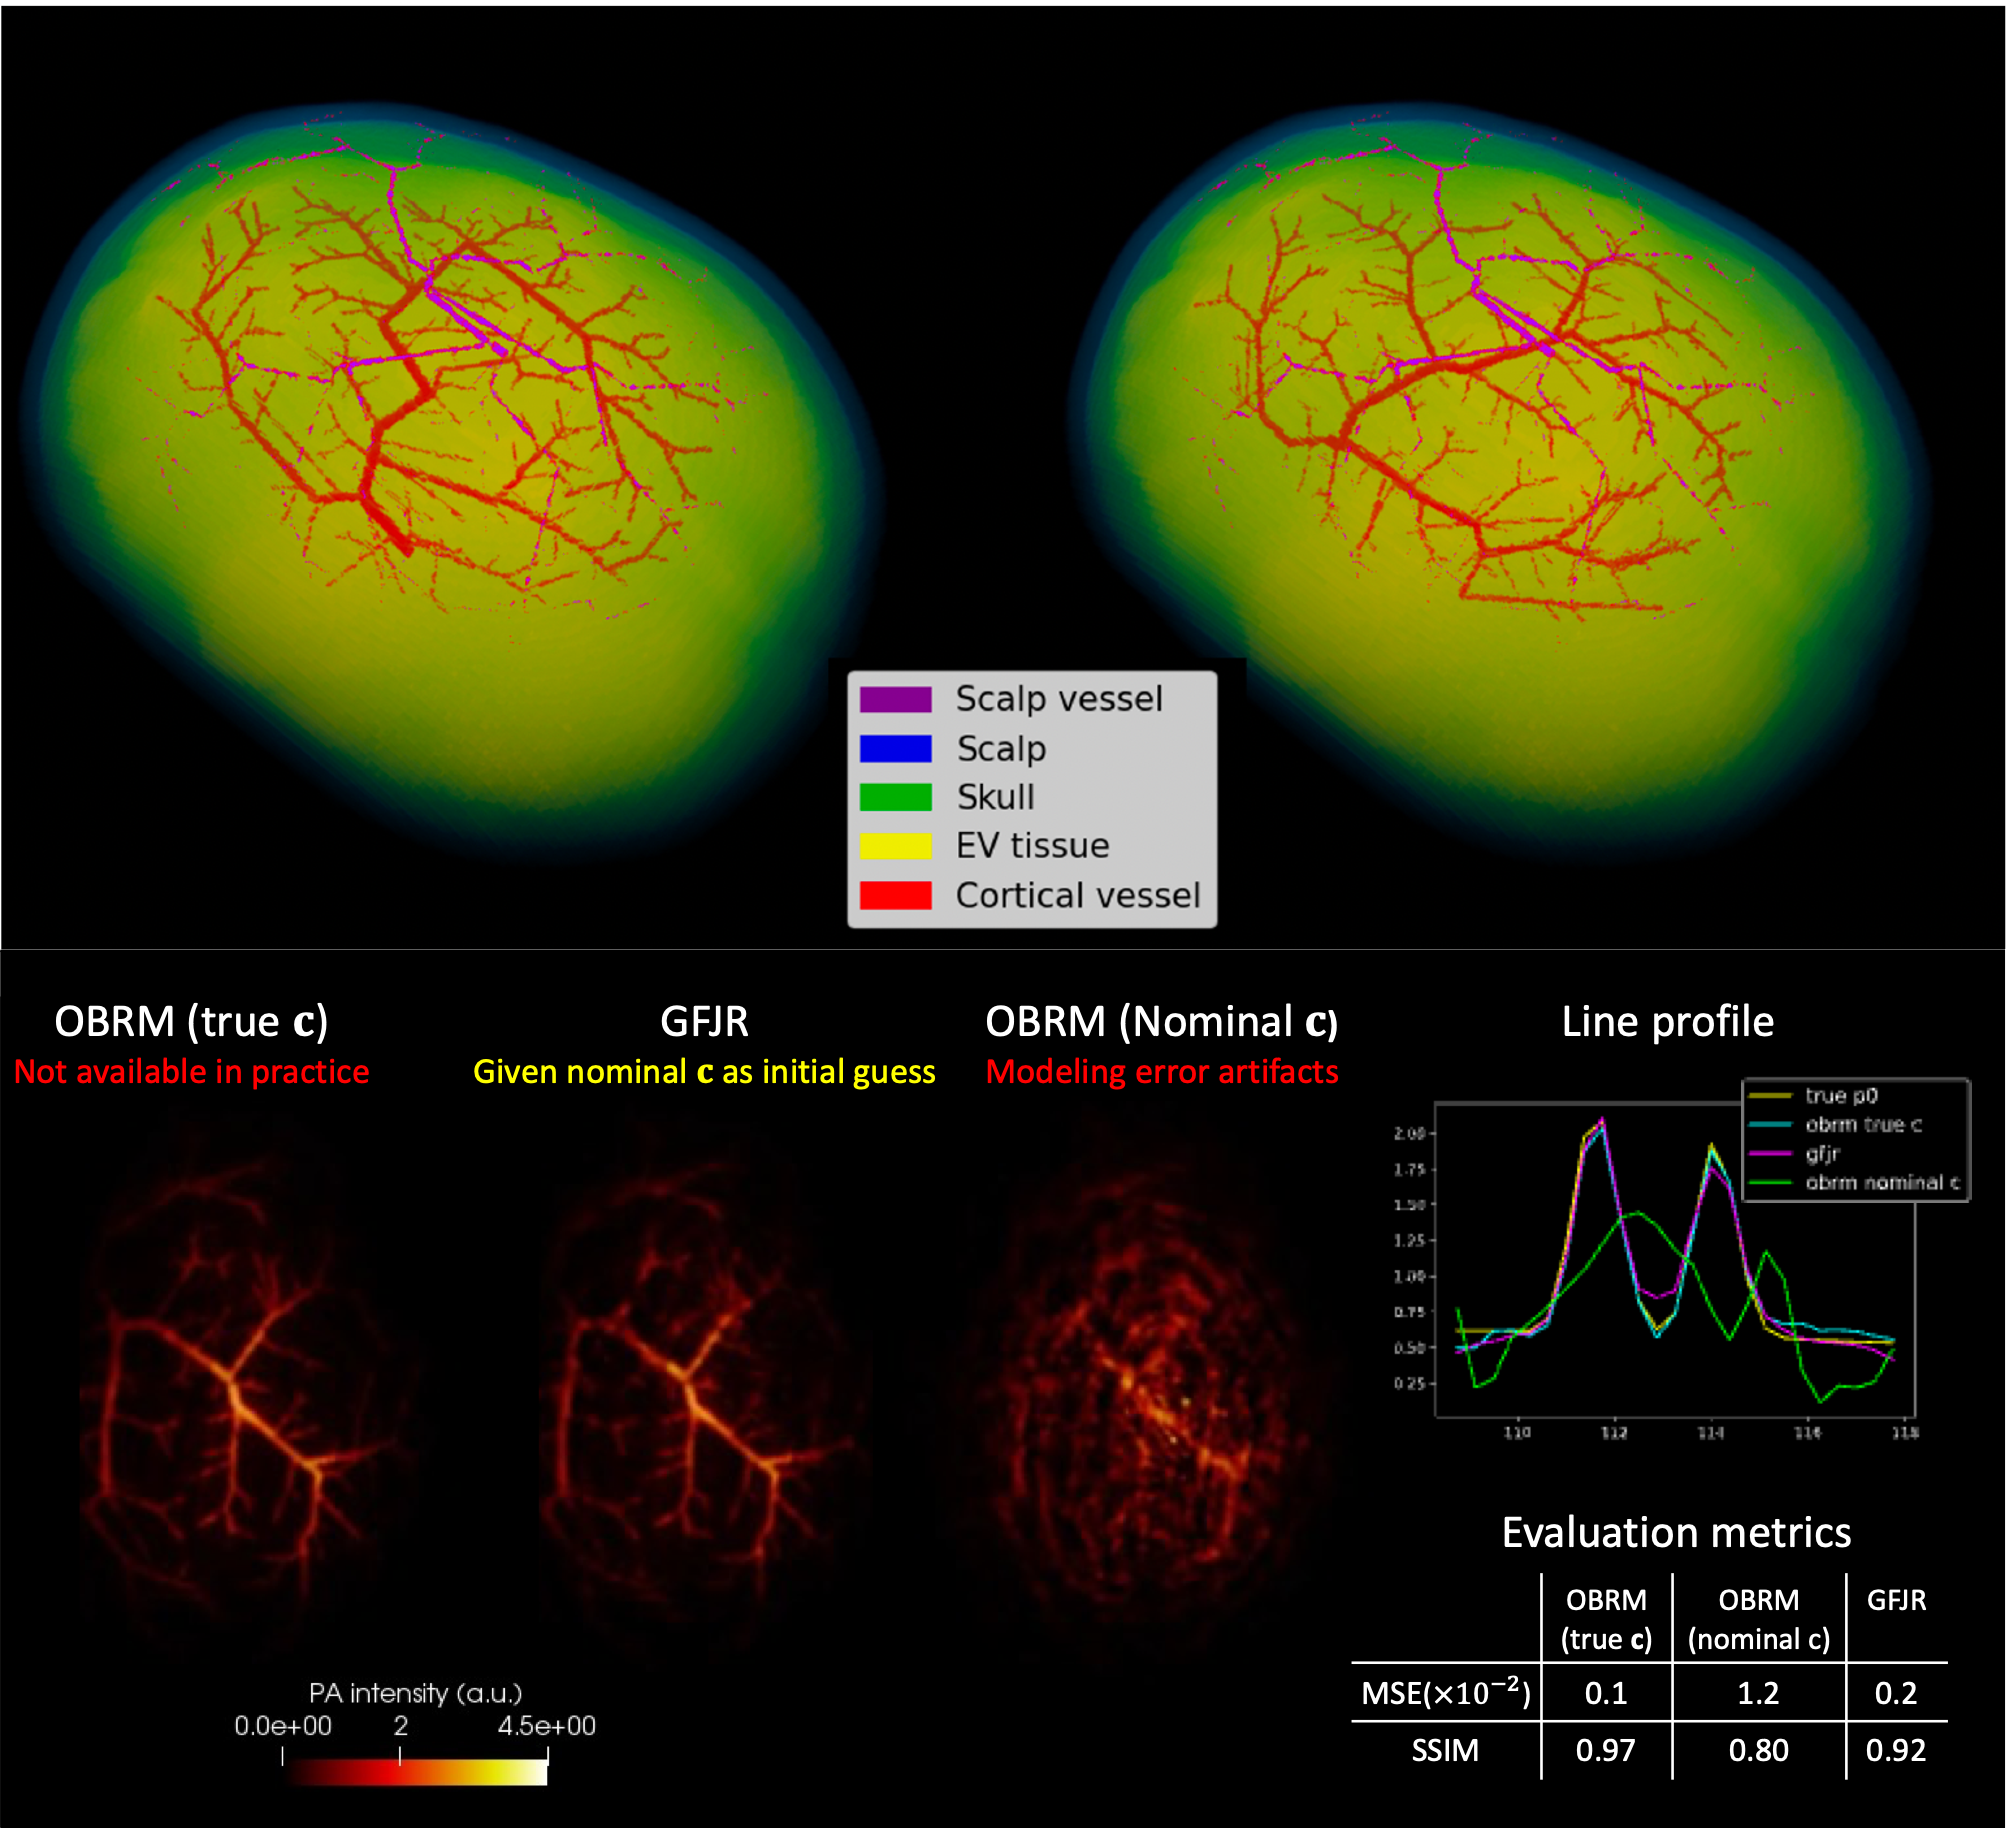 Scalp vessel
Scalp
Skull
EV tissue
Cortical vessel
OBRM (true c)
Not available in practice
GFJR
Given nominal c as initial guess
OBRM (Nominal c)
Modeling error artifacts
Line profile
true p0
obrm true c
gfjr
obrm nominal c
2.00
1.75
1.50
1.25
1.00
0.75
0.50
0.25
110 112 114 116 118
Evaluation metrics
OBRM (true c) OBRM (nominal c) GFJR
MSE(×10⁻²) 0.1 1.2 0.2
SSIM 0.97 0.80 0.92
PA intensity (a.u.)
0.0e+00 2 4.5e+00